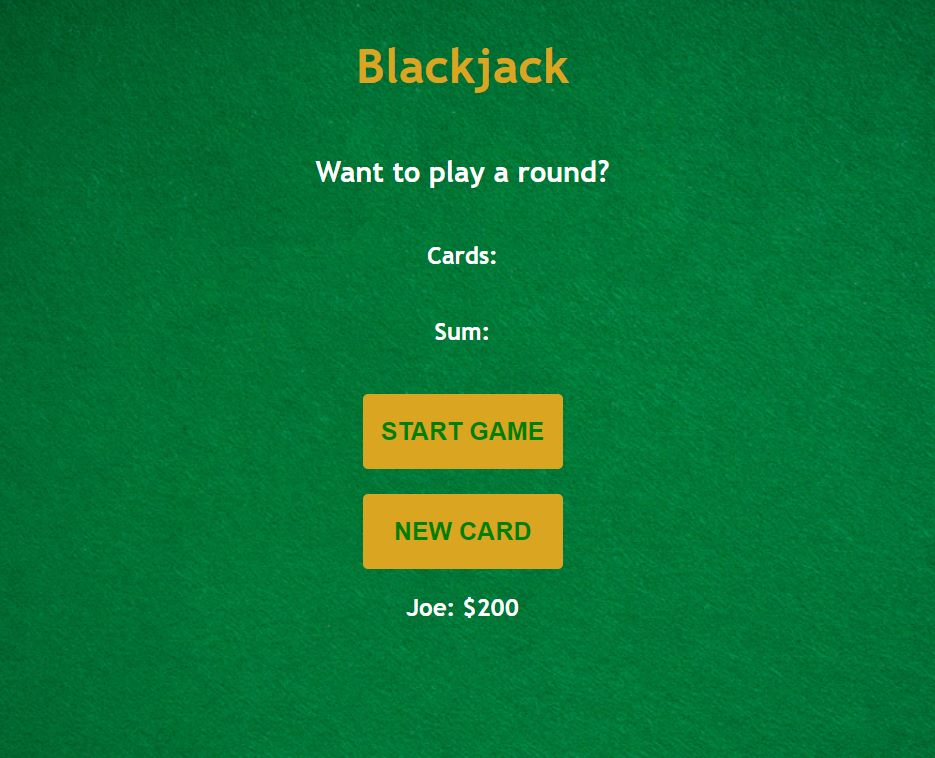 Blackjack
Want to play a round?
Cards:
Sum:
START GAME
NEW CARD
Joe: $200